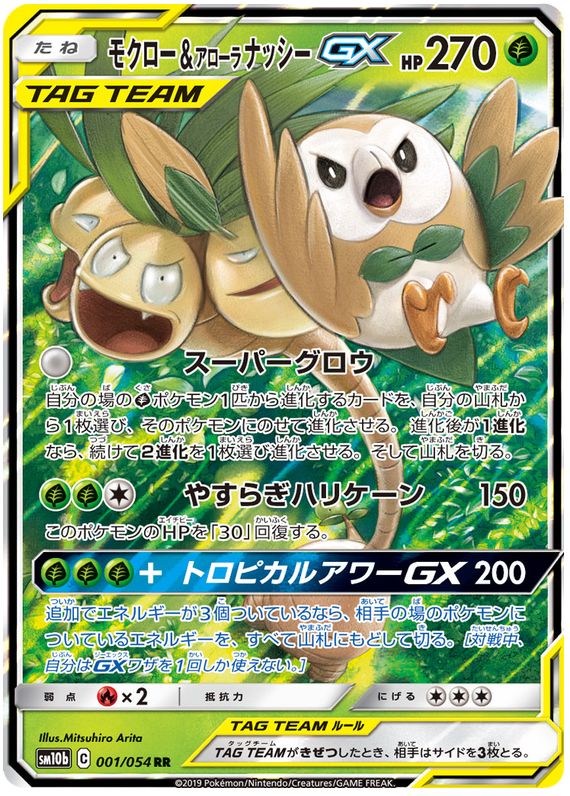 たね モクロー&アローラナッシーGX HP270
TAG TEAM
スーパーグロウ
自分の場のポケモン1匹から進化するカードを、自分の山札か
ら1枚選び、そのポケモンにのせて進化させる。進化後が1進化
なら、続けて2進化を1枚選び進化させる。そして山札を切る。
やすらぎハリケーン 150
このポケモンのHPを「30」回復する。
+ トロピカルアワーGX 200
追加でエネルギーが3個ついているなら、相手の場のポケモンに
ついているエネルギーを、すべて山札にもどして切る。[対戦中、
自分はGXワザを1回しか使えない。]
弱点 ×2 抵抗力 にげる
Illus.Mitsuhiro Arita
TAG TEAM ルール
sm10b C 001/054 RR
TAG TEAMがきぜつしたとき、相手はサイドを3枚とる。
©2019 Pokémon/Nintendo/Creatures/GAME FREAK.